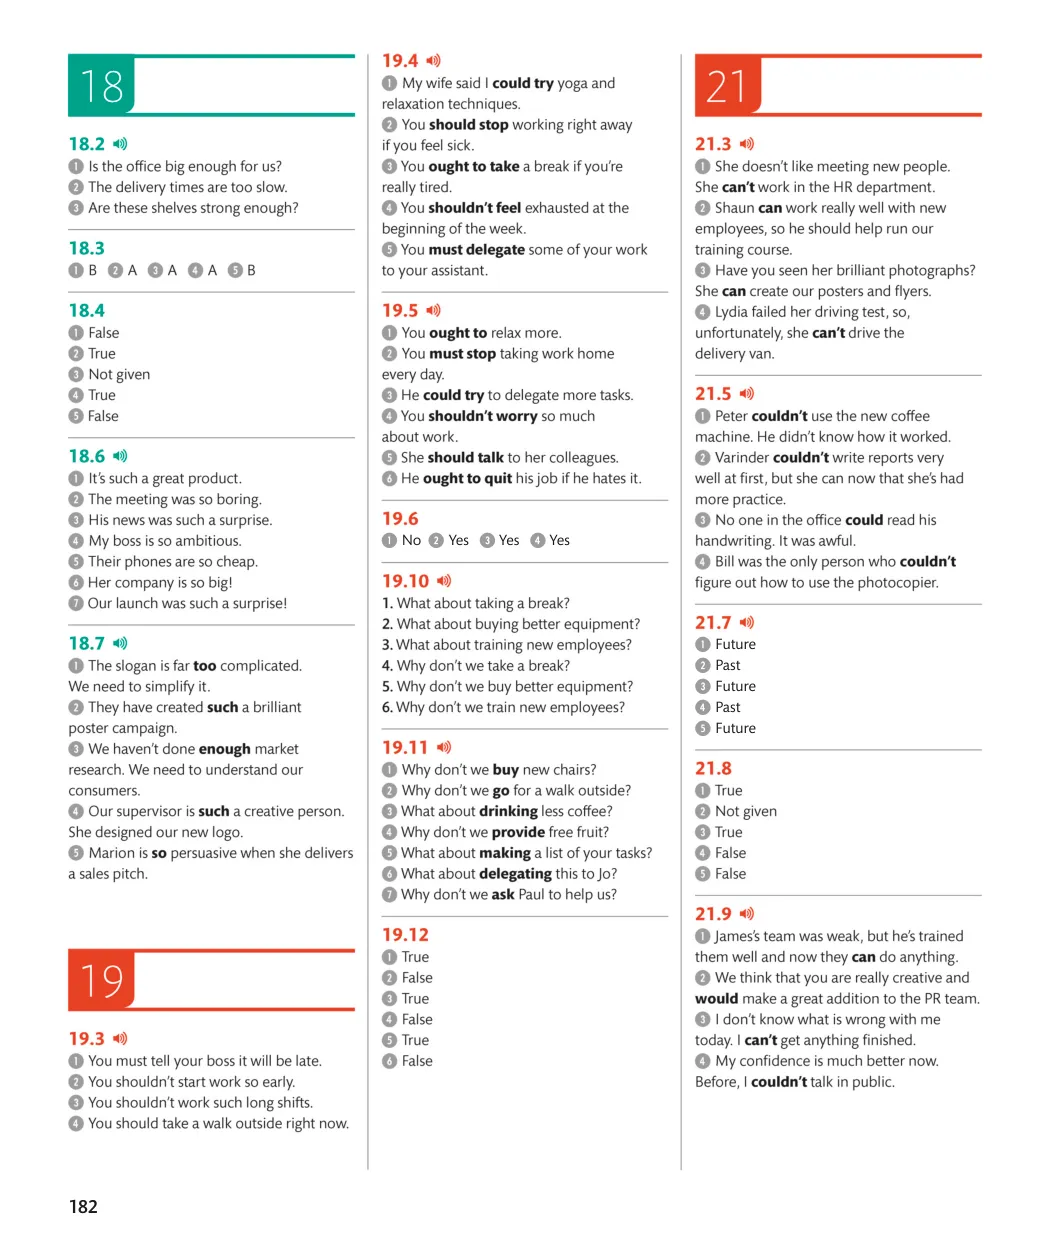 18
18.2
1 Is the office big enough for us?
2 The delivery times are too slow.
3 Are these shelves strong enough?
18.3
1 B 2 A 3 A 4 A 5 B
18.4
1 False
2 True
3 Not given
4 True
5 False
18.6
1 It's such a great product.
2 The meeting was so boring.
3 His news was such a surprise.
4 My boss is so ambitious.
5 Their phones are so cheap.
6 Her company is so big!
7 Our launch was such a surprise!
18.7
1 The slogan is far too complicated.
We need to simplify it.
2 They have created such a brilliant
poster campaign.
3 We haven't done enough market
research. We need to understand our
consumers.
4 Our supervisor is such a creative person.
She designed our new logo.
5 Marion is so persuasive when she delivers
a sales pitch.
19
19.3
1 You must tell your boss it will be late.
2 You shouldn't start work so early.
3 You shouldn't work such long shifts.
4 You should take a walk outside right now.
19.4
1 My wife said I could try yoga and
relaxation techniques.
2 You should stop working right away
if you feel sick.
3 You ought to take a break if you're
really tired.
4 You shouldn't feel exhausted at the
beginning of the week.
5 You must delegate some of your work
to your assistant.
19.5
1 You ought to relax more.
2 You must stop taking work home
every day.
3 He could try to delegate more tasks.
4 You shouldn't worry so much
about work.
5 She should talk to her colleagues.
6 He ought to quit his job if he hates it.
19.6
1 No 2 Yes 3 Yes 4 Yes
19.10
1. What about taking a break?
2. What about buying better equipment?
3. What about training new employees?
4. Why don't we take a break?
5. Why don't we buy better equipment?
6. Why don't we train new employees?
19.11
1 Why don't we buy new chairs?
2 Why don't we go for a walk outside?
3 What about drinking less coffee?
4 Why don't we provide free fruit?
5 What about making a list of your tasks?
6 What about delegating this to Jo?
7 Why don't we ask Paul to help us?
19.12
1 True
2 False
3 True
4 False
5 True
6 False
21
21.3
1 She doesn't like meeting new people.
She can't work in the HR department.
2 Shaun can work really well with new
employees, so he should help run our
training course.
3 Have you seen her brilliant photographs?
She can create our posters and flyers.
4 Lydia failed her driving test, so,
unfortunately, she can't drive the
delivery van.
21.5
1 Peter couldn't use the new coffee
machine. He didn't know how it worked.
2 Varinder couldn't write reports very
well at first, but she can now that she's had
more practice.
3 No one in the office could read his
handwriting. It was awful.
4 Bill was the only person who couldn't
figure out how to use the photocopier.
21.7
1 Future
2 Past
3 Future
4 Past
5 Future
21.8
1 True
2 Not given
3 True
4 False
5 False
21.9
1 James's team was weak, but he's trained
them well and now they can do anything.
2 We think that you are really creative and
would make a great addition to the PR team.
3 I don't know what is wrong with me
today. I can't get anything finished.
4 My confidence is much better now.
Before, I couldn't talk in public.
182